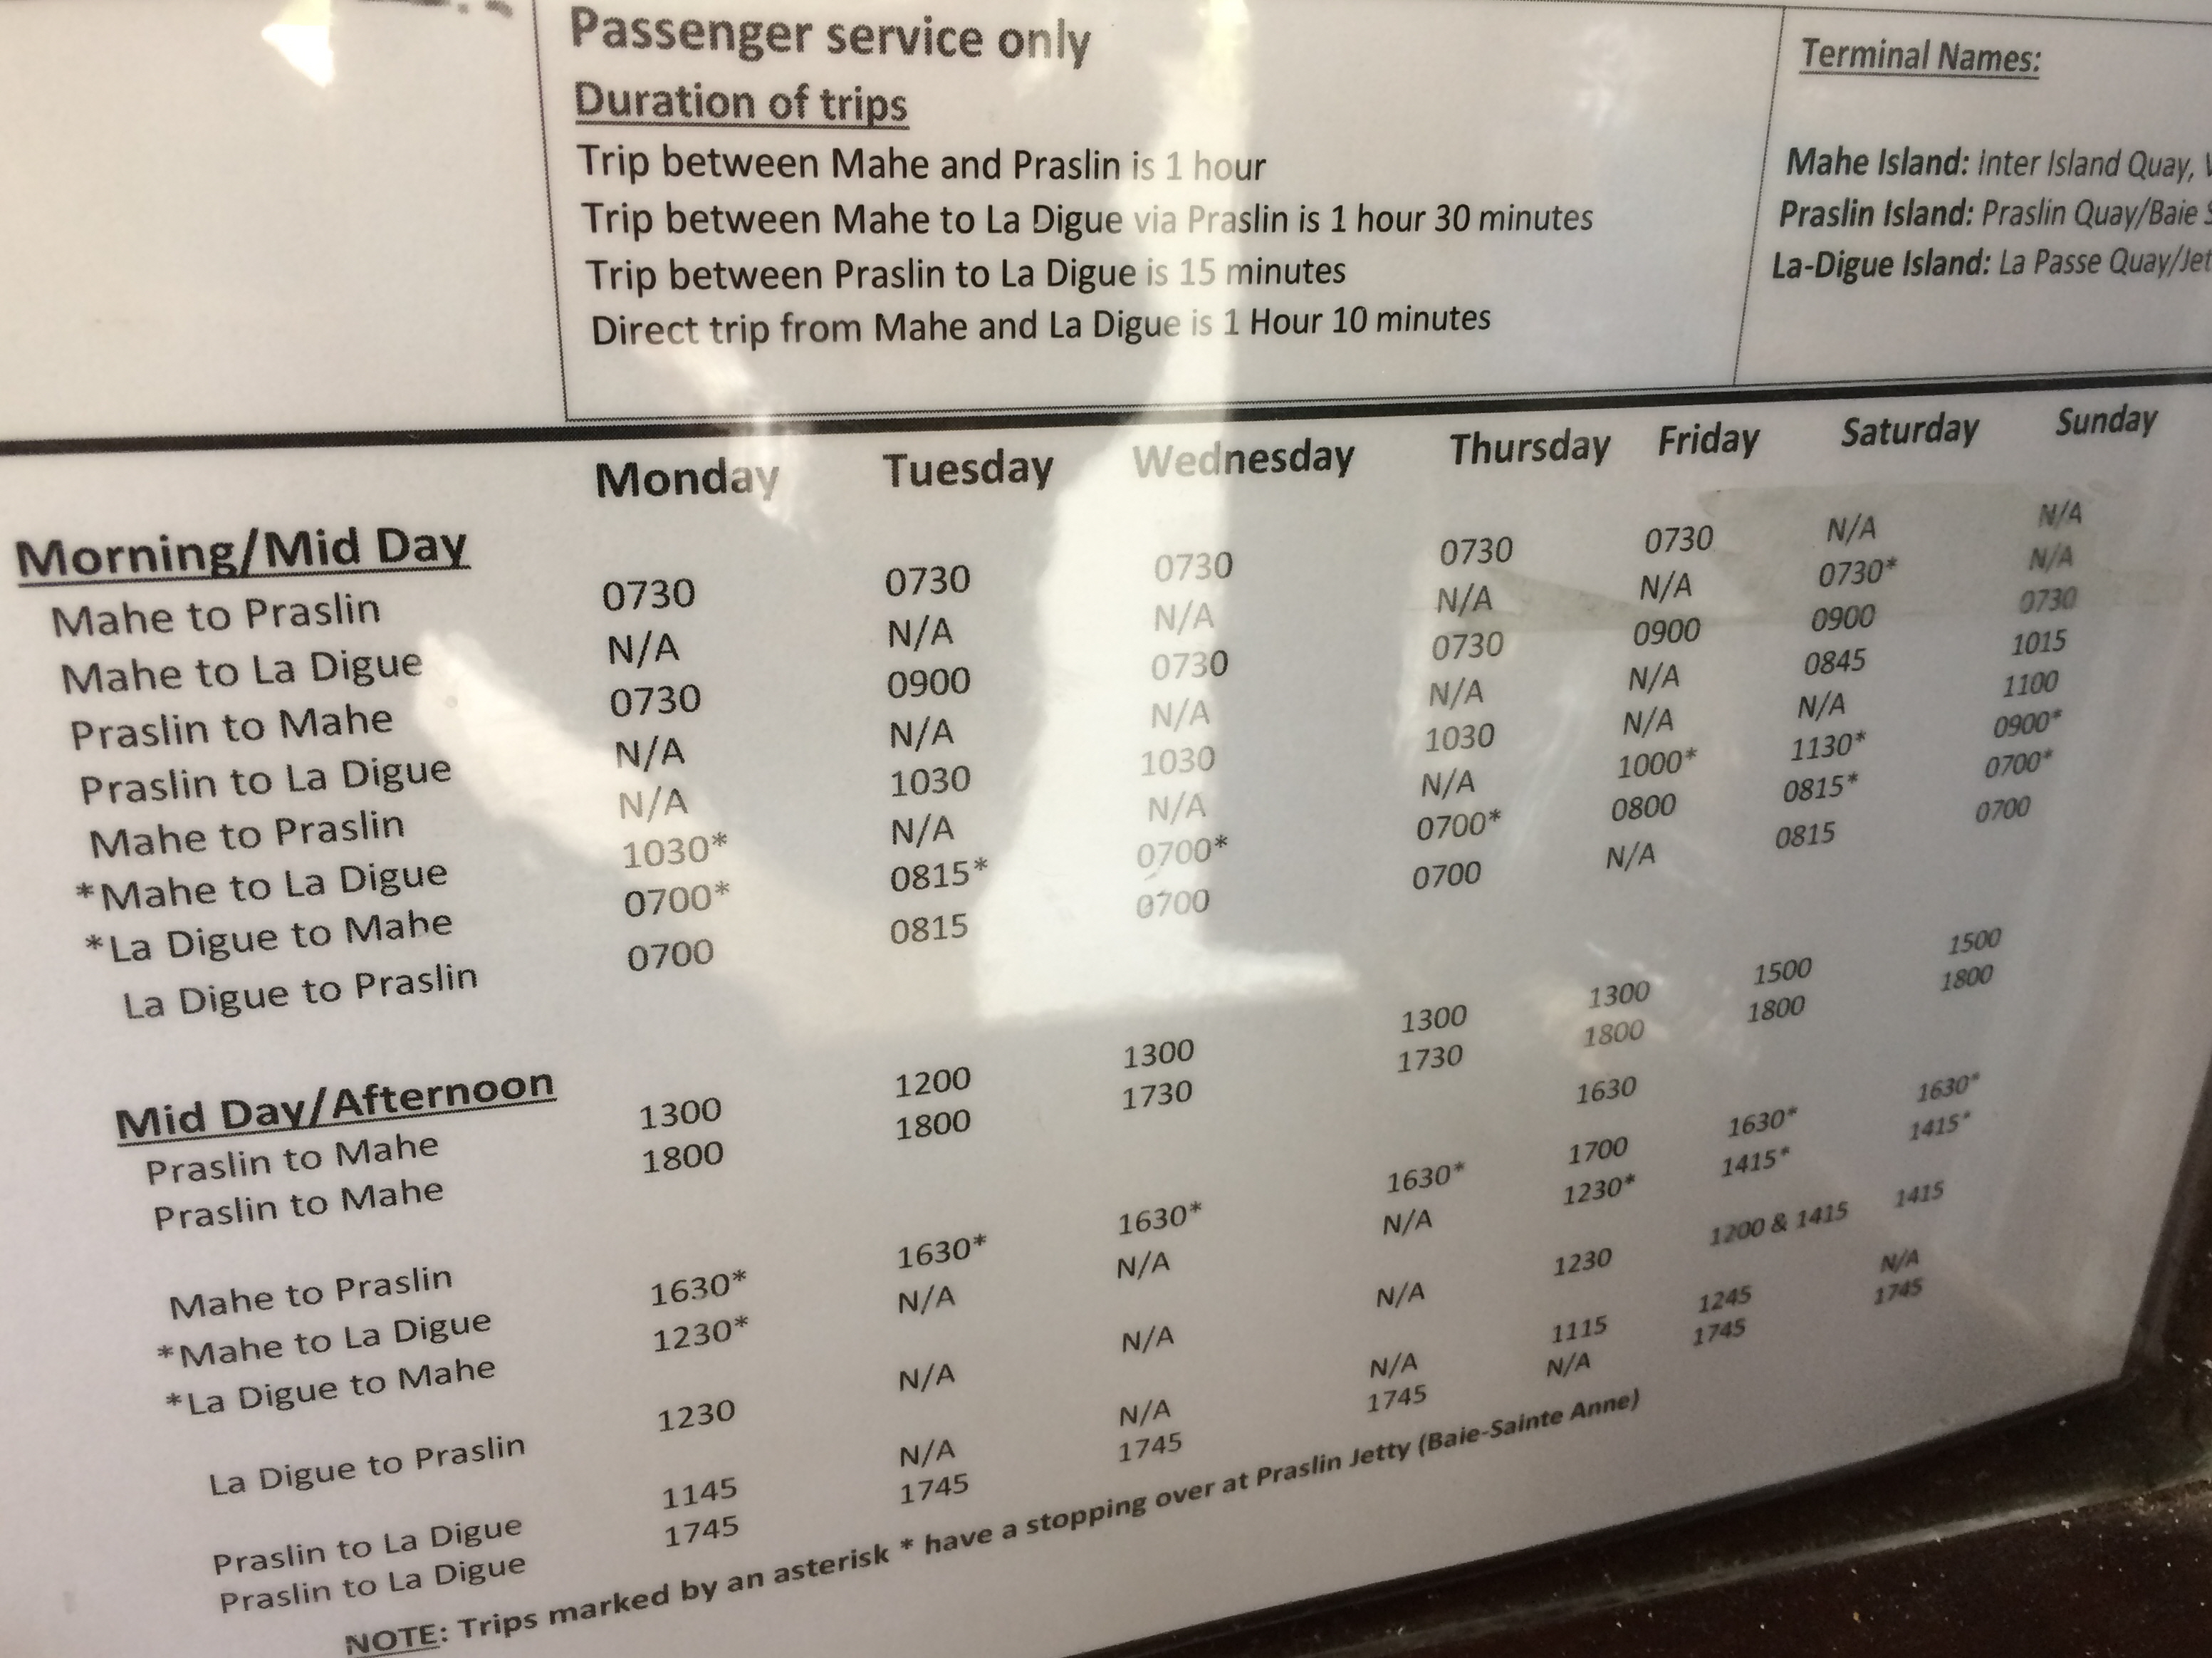 Passenger service only
Duration of trips
Trip between Mahe and Praslin is 1 hour
Trip between Mahe to La Digue via Praslin is 1 hour 30 minutes
Trip between Praslin to La Digue is 15 minutes
Direct trip from Mahe and La Digue is 1 Hour 10 minutes
Terminal Names:
Mahe Island: Inter Island Quay,
Praslin Island: Praslin Quay/Baie
La-Digue Island: La Passe Quay/Jet
Monday Tuesday Wednesday Thursday Friday Saturday Sunday
Morning/Mid Day
Mahe to Praslin 0730 0730 0730 0730 0730 N/A N/A
Mahe to La Digue N/A N/A N/A N/A N/A 0730* N/A
Praslin to Mahe 0730 0900 0730 0730 0900 0900 0730
Praslin to La Digue N/A N/A N/A N/A N/A 0845 1015
Mahe to Praslin N/A 1030 1030 1030 N/A N/A 1100
*Mahe to La Digue 1030* N/A N/A N/A 1000* 1130* 0900*
*La Digue to Mahe 0700* 0815* 0700* 0700* 0800 0815* 0700*
La Digue to Praslin 0700 0815 0700 0700 N/A 0815 0700
Mid Day/Afternoon
Praslin to Mahe 1300 1200 1300 1300 1300 1500 1500
Praslin to Mahe 1800 1800 1730 1730 1800 1800 1800
Mahe to Praslin 1630
*Mahe to La Digue 1630* 1630* 1630* 1630* 1700 1630* 1630*
*La Digue to Mahe 1230* N/A N/A N/A 1230* 1415* 1415*
La Digue to Praslin 1230 N/A N/A N/A 1230 1200 & 1415 1415
Praslin to La Digue 1145 N/A N/A N/A 1115 1245 N/A
Praslin to La Digue 1745 1745 1745 1745 N/A 1745 1745
NOTE: Trips marked by an asterisk * have a stopping over at Praslin Jetty (Baie-Sainte Anne)